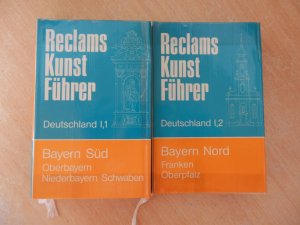 Reclams
Kunst
Führer
Deutschland I,1
Bayern Süd
Oberbayern
Niederbayern Schwaben
Reclams
Kunst
Führer
Deutschland I,2
Bayern Nord
Franken
Oberpfalz